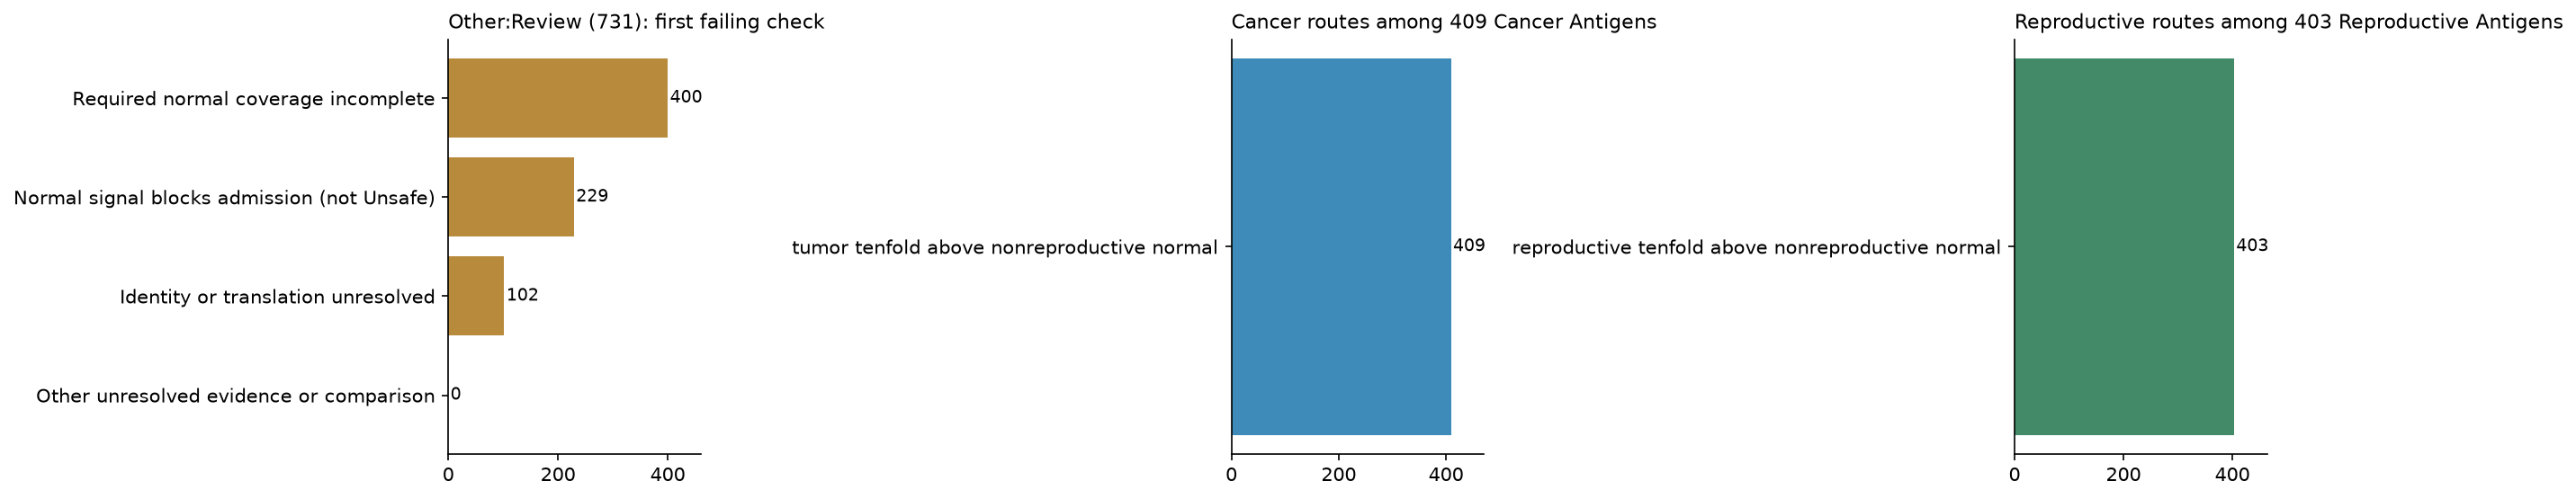 Other:Review (731): first failing check
Required normal coverage incomplete
400
Normal signal blocks admission (not Unsafe)
229
Identity or translation unresolved
102
Other unresolved evidence or comparison
0
0 200 400
Cancer routes among 409 Cancer Antigens
tumor tenfold above nonreproductive normal
409
0 200 400
Reproductive routes among 403 Reproductive Antigens
reproductive tenfold above nonreproductive normal
403
0 200 400